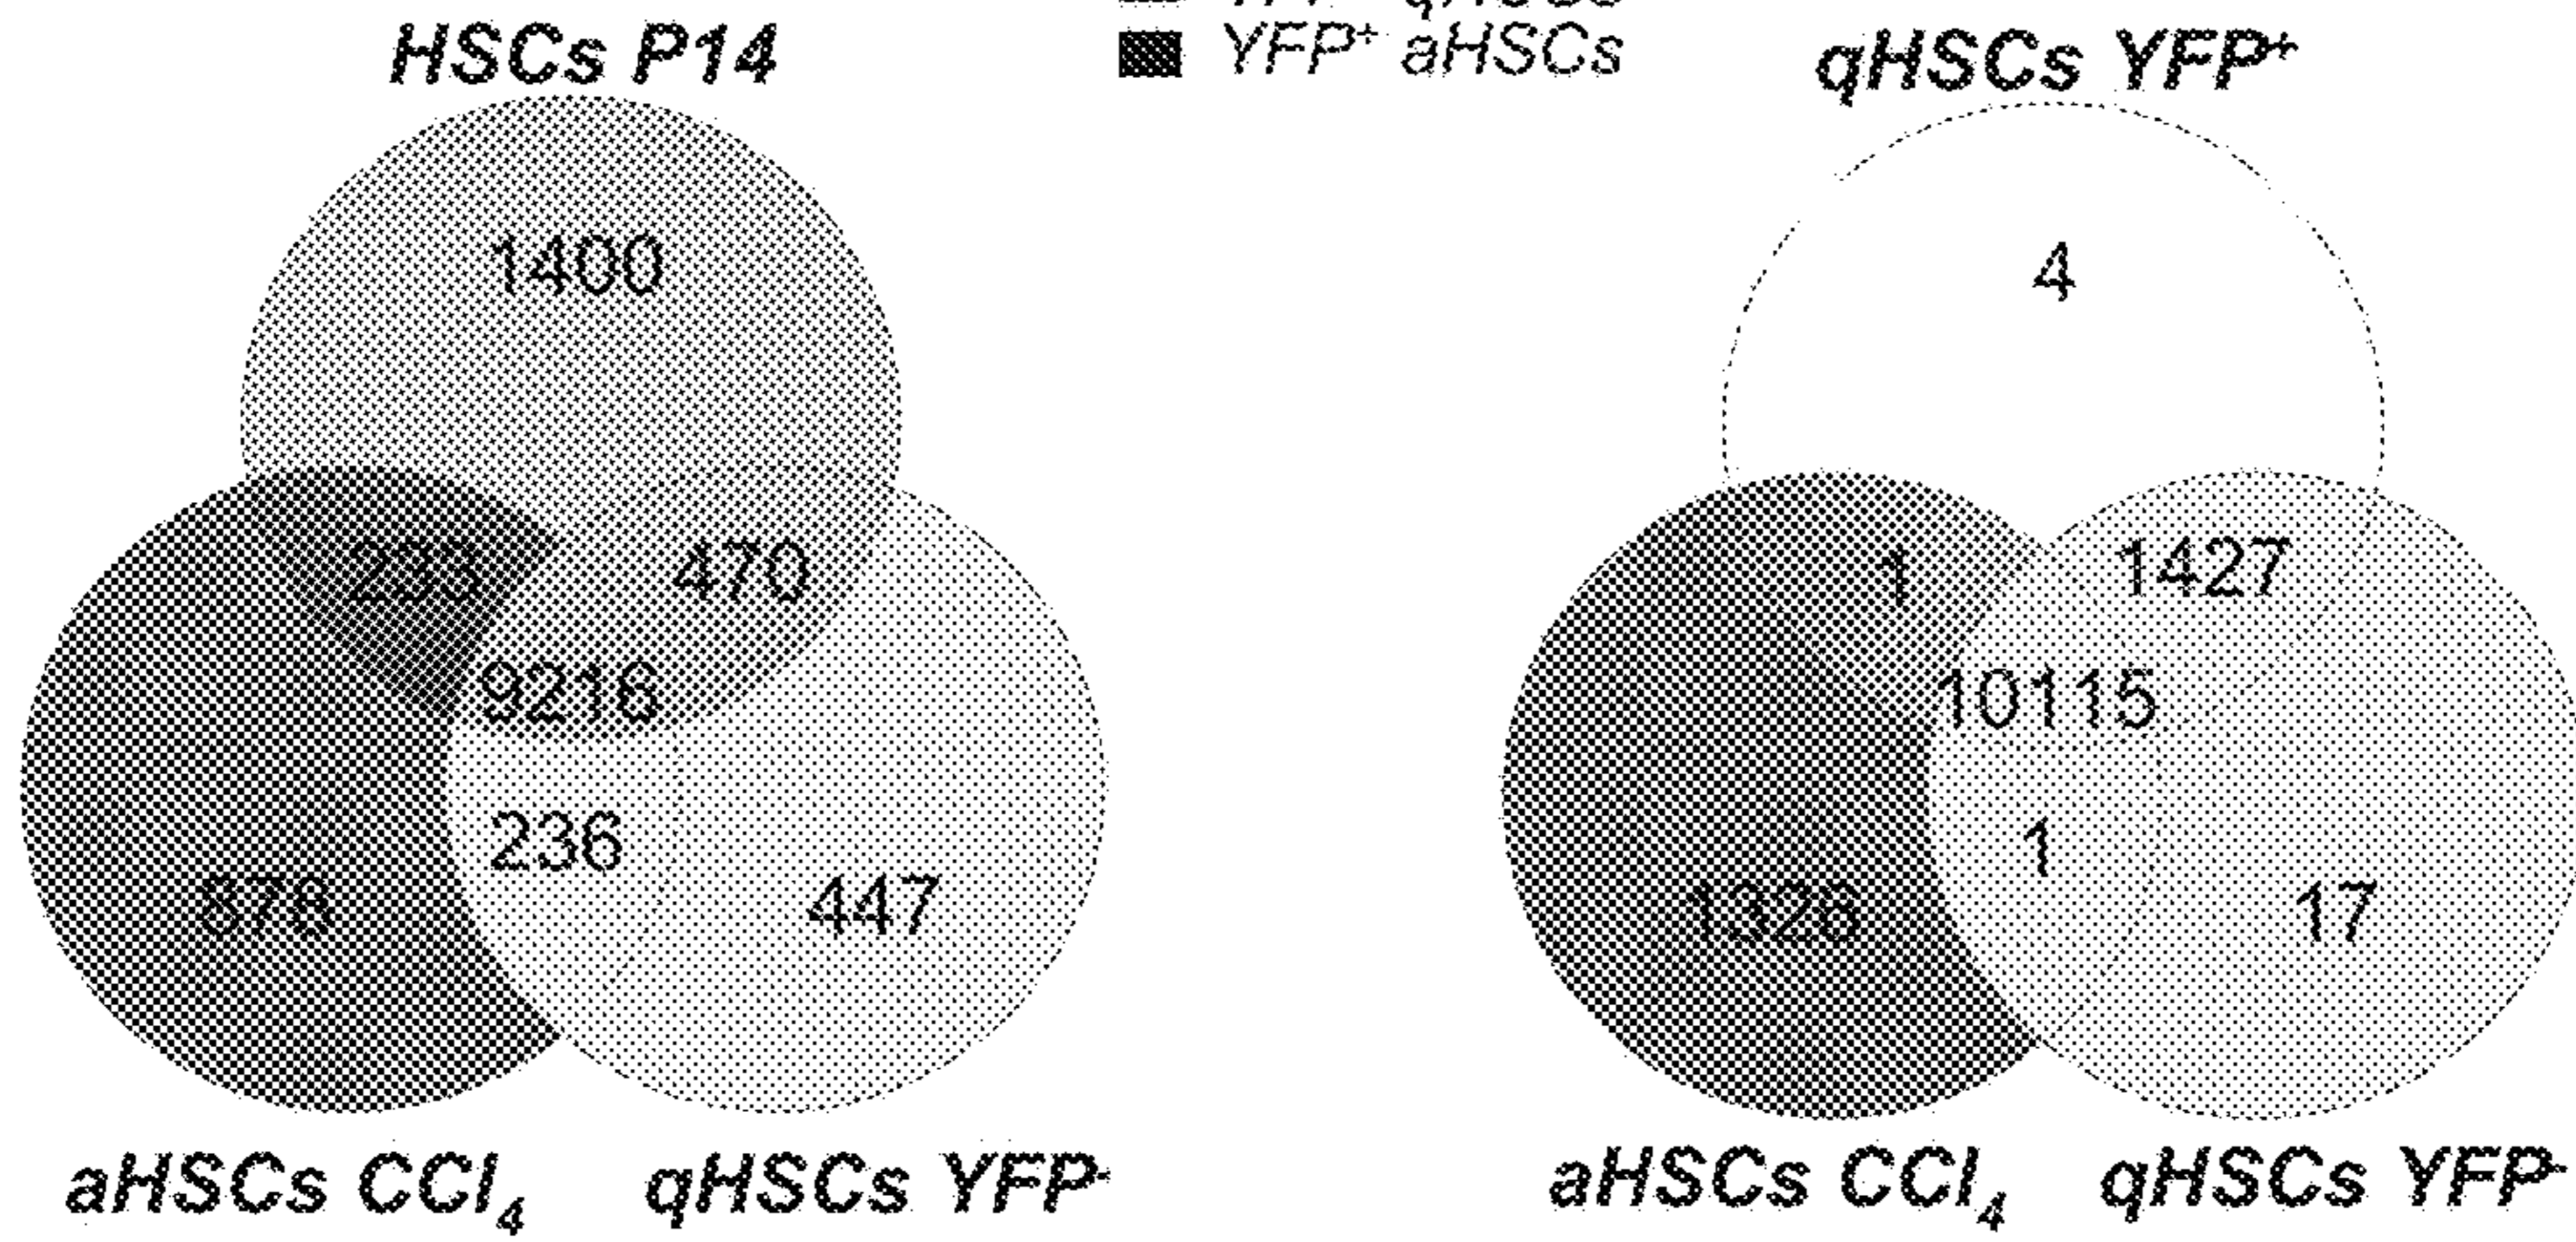 HSCs P14
YFP⁺ aHSCs
qHSCs YFP⁺
1400
4
233
470
1
1427
9216
10115
236
1
878
447
1326
17
aHSCs CCl₄
qHSCs YFP⁻
aHSCs CCl₄
qHSCs YFP⁻